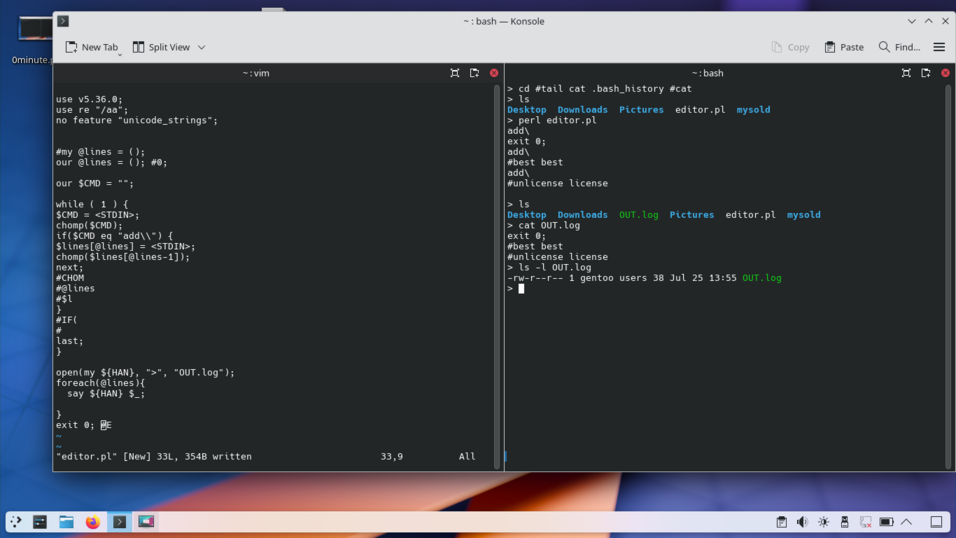 ~ : bash — Konsole
New Tab
Split View
Copy
Paste
Find...
0minute.p
~ : vim
use v5.36.0;
use re "/aa";
no feature "unicode_strings";
#my @lines = ();
our @lines = (); #0;
our $CMD = "";
while ( 1 ) {
$CMD = <STDIN>;
chomp($CMD);
if($CMD eq "add\\") {
$lines[@lines] = <STDIN>;
chomp($lines[@lines-1]);
next;
#CHOM
#@lines
#$l
}
#IF(
#
last;
}
open(my ${HAN}, ">", "OUT.log");
foreach(@lines){
  say ${HAN} $_;
}
exit 0; #E
~
~
"editor.pl" [New] 33L, 354B written 33,9 All
~ : bash
> cd #tail cat .bash_history #cat
> ls
Desktop Downloads Pictures editor.pl mysold
> perl editor.pl
add\
exit 0;
add\
#best best
add\
#unlicense license
> ls
Desktop Downloads OUT.log Pictures editor.pl mysold
> cat OUT.log
exit 0;
#best best
#unlicense license
> ls -l OUT.log
-rw-r--r-- 1 gentoo users 38 Jul 25 13:55 OUT.log
>